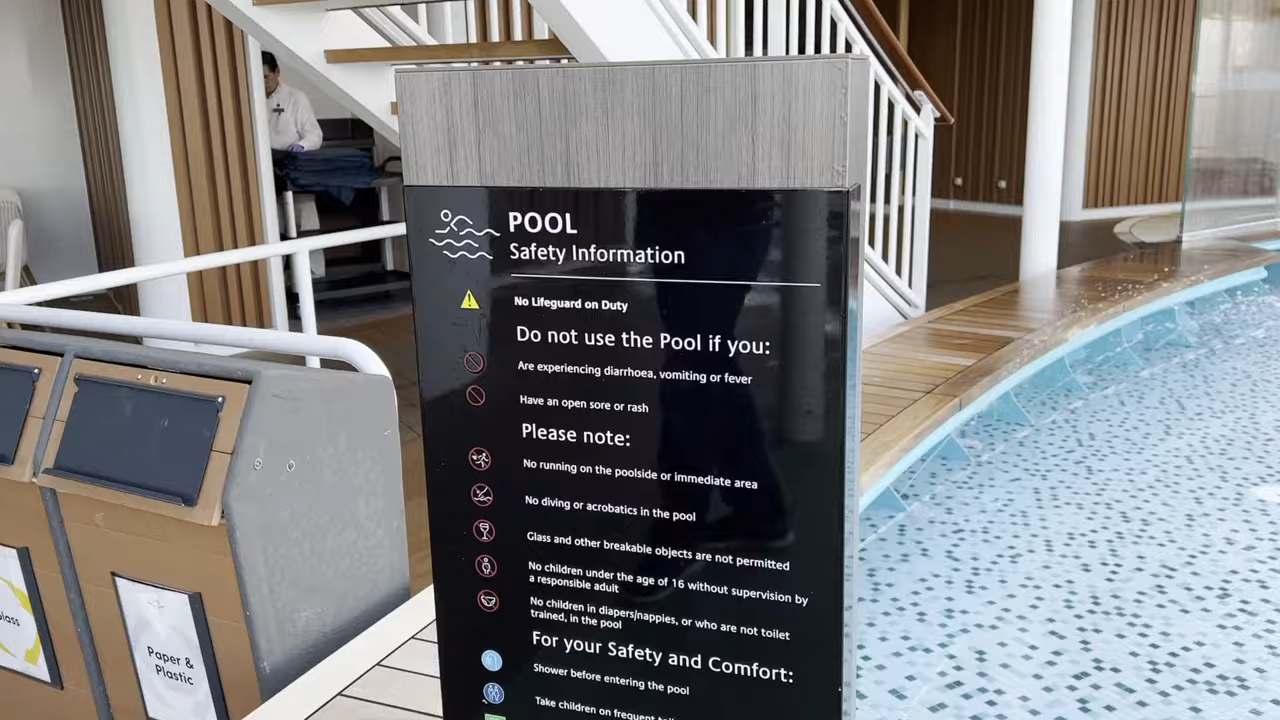 POOL
Safety Information
No Lifeguard on Duty
Do not use the Pool if you:
Are experiencing diarrhoea, vomiting or fever
Have an open sore or rash
Please note:
No running on the poolside or immediate area
No diving or acrobatics in the pool
Glass and other breakable objects are not permitted
No children under the age of 16 without supervision by
a responsible adult
No children in diapers/nappies, or who are not toilet
trained, in the pool
For your Safety and Comfort:
Shower before entering the pool
Take children on frequent
Paper &
Plastic